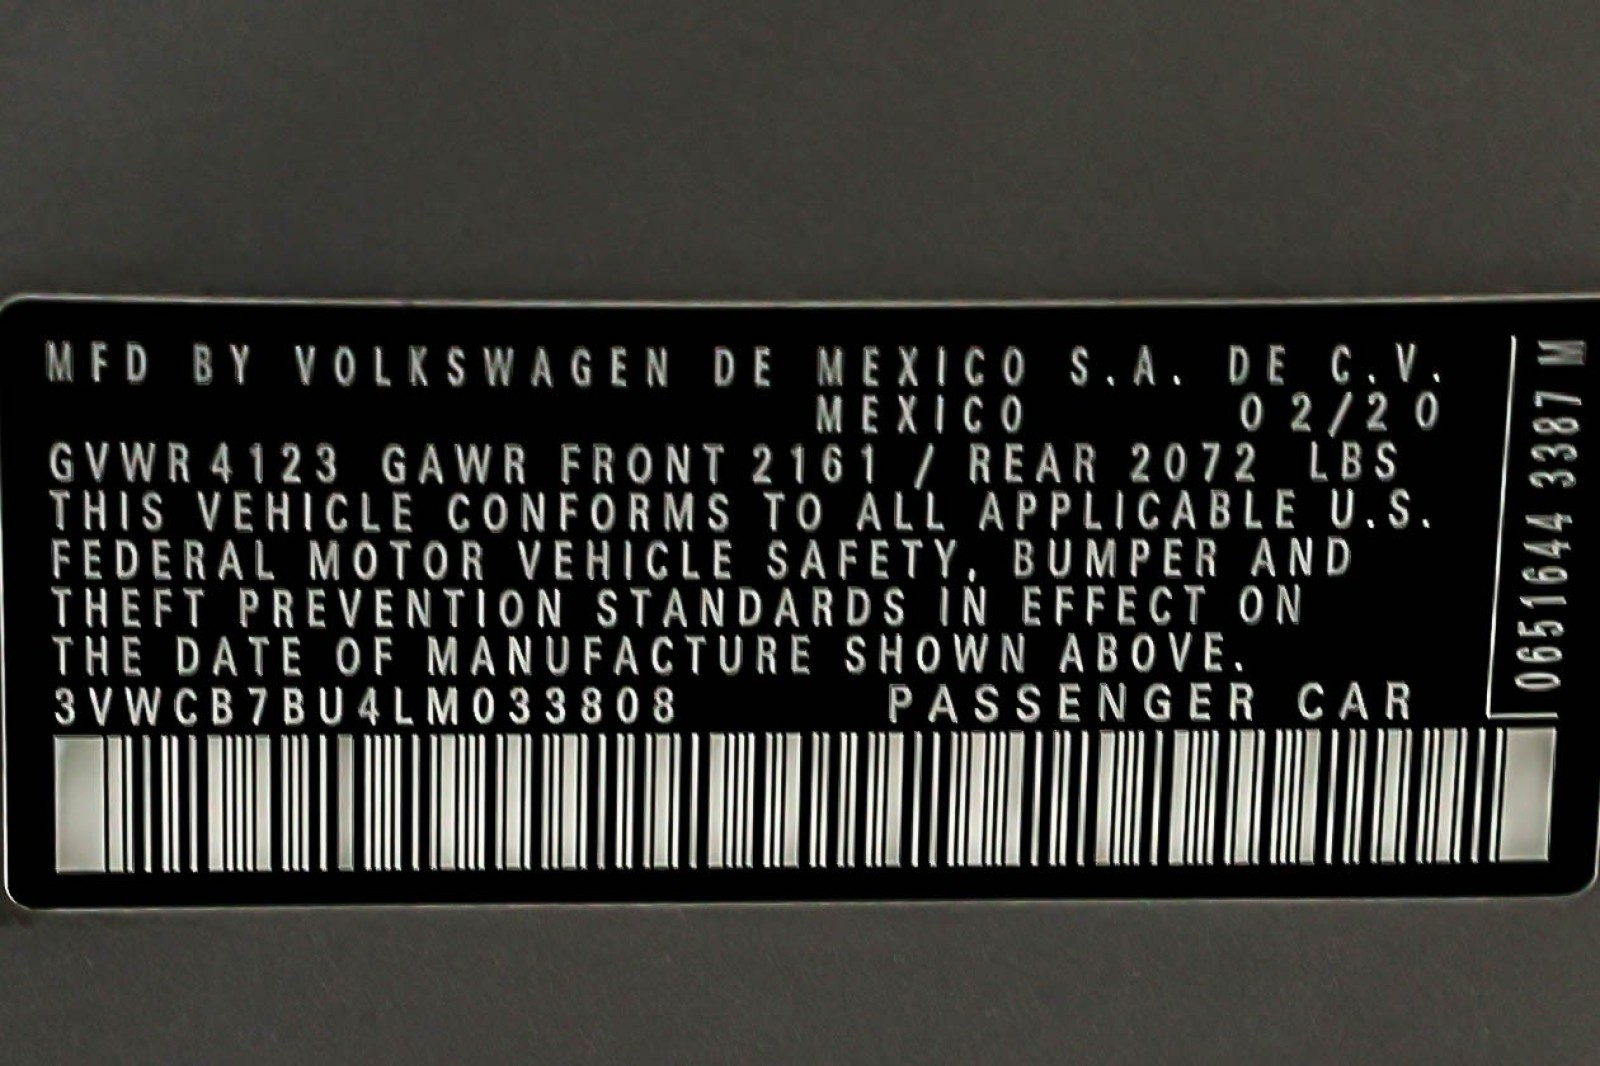 MFD BY VOLKSWAGEN DE MEXICO S.A. DE C.V.
MEXICO 02/20
GVWR 4123 GAWR FRONT 2161 / REAR 2072 LBS
THIS VEHICLE CONFORMS TO ALL APPLICABLE U.S.
FEDERAL MOTOR VEHICLE SAFETY, BUMPER AND
THEFT PREVENTION STANDARDS IN EFFECT ON
THE DATE OF MANUFACTURE SHOWN ABOVE.
3VWCB7BU4LM033808 PASSENGER CAR
0651644 3387 M